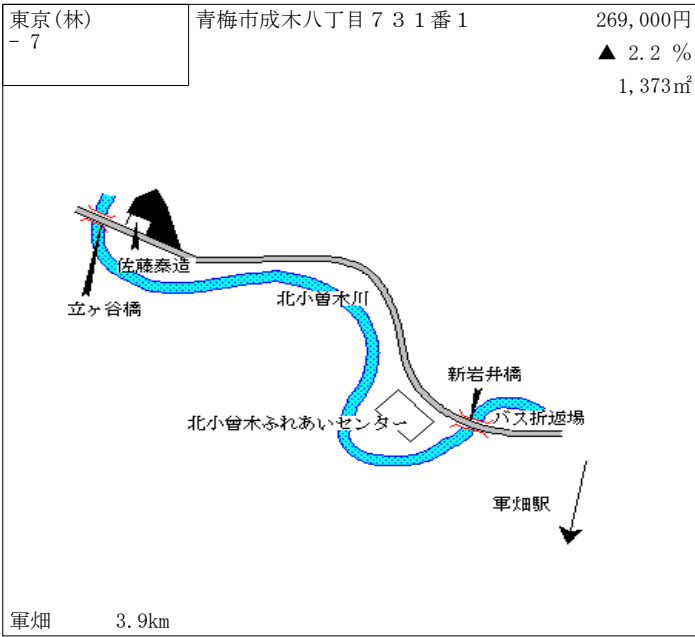 東京(林)
- 7
青梅市成木八丁目７３１番１
269,000円
▲ 2.2 %
1,373㎡
佐藤泰造
立ヶ谷橋
北小曽木川
新岩井橋
バス折返場
北小曽木ふれあいセンター
軍畑駅
軍畑 3.9km